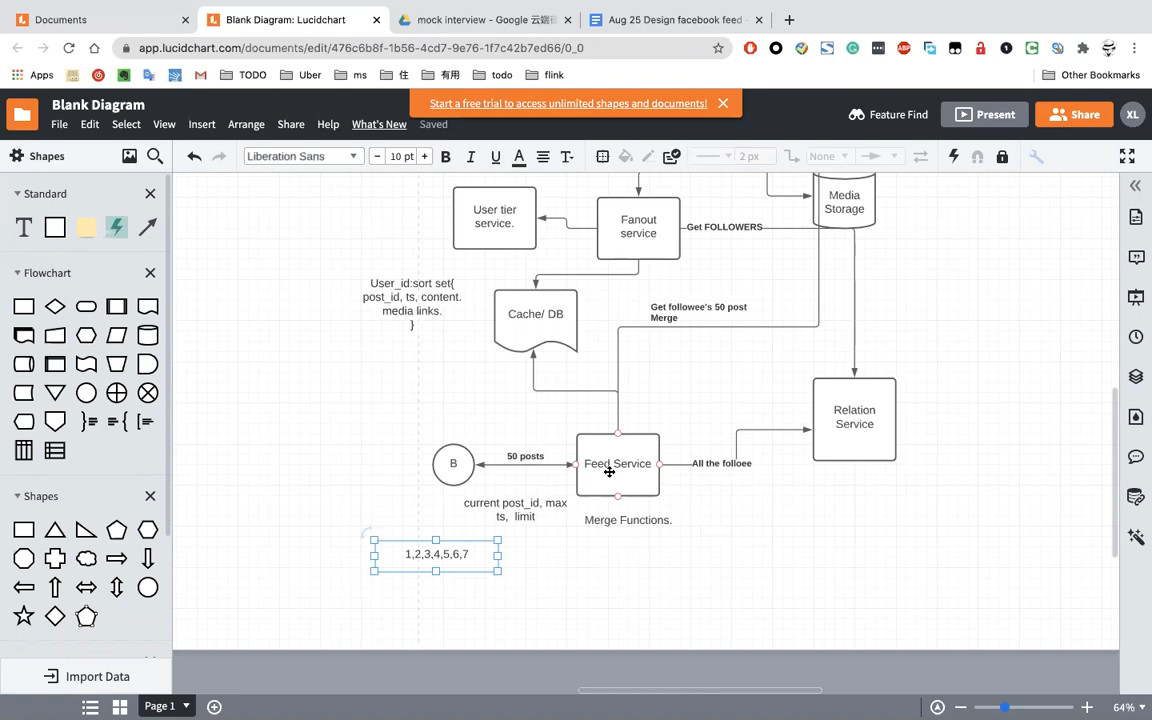 Documents
Blank Diagram: Lucidchart
mock interview - Google 云端硬
Aug 25 Design facebook feed -
app.lucidchart.com/documents/edit/476c6b8f-1b56-4cd7-9e76-1f7c42b7ed66/0_0
Apps
TODO
Uber
ms
住
有用
todo
flink
Other Bookmarks
Blank Diagram
Start a free trial to access unlimited shapes and documents!
Feature Find
Present
Share
XL
File Edit Select View Insert Arrange Share Help What's New Saved
Shapes
Liberation Sans
10 pt
B I U A T
2 px
None
Standard
T
Flowchart
Shapes
Import Data
User tier
service.
Fanout
service
Get FOLLOWERS
Media
Storage
User_id:sort set{
post_id, ts, content.
media links.
}
Cache/ DB
Get followee's 50 post
Merge
Relation
Service
B
50 posts
Feed Service
All the folloee
current post_id, max
ts, limit
Merge Functions.
1,2,3,4,5,6,7
Page 1
64%